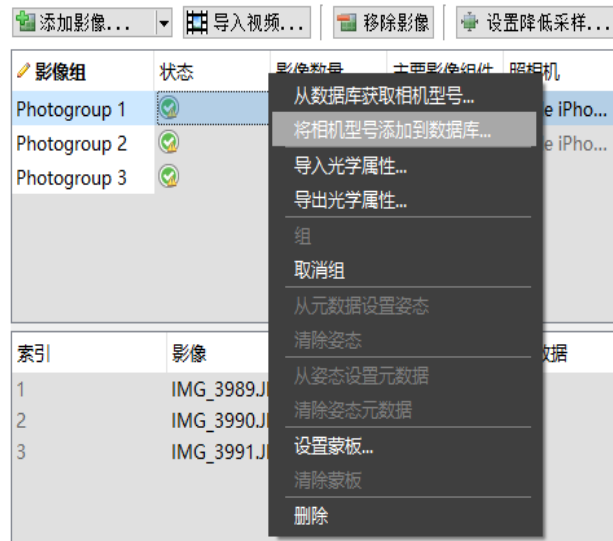 添加影像... 导入视频... 移除影像 设置降低采样...
影像组 状态 影像数量 主要影像组件 照相机
Photogroup 1 e iPho...
Photogroup 2 e iPho...
Photogroup 3
从数据库获取相机型号...
将相机型号添加到数据库...
导入光学属性...
导出光学属性...
组
取消组
从元数据设置姿态
清除姿态
从姿态设置元数据
清除姿态元数据
设置蒙板...
清除蒙板
删除
索引 影像 据
1 IMG_3989.J
2 IMG_3990.J
3 IMG_3991.J